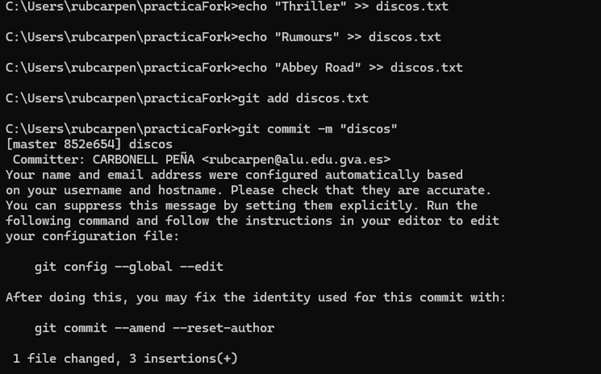 C:\Users\rubcarpen\practicaFork>echo "Thriller" >> discos.txt
C:\Users\rubcarpen\practicaFork>echo "Rumours" >> discos.txt
C:\Users\rubcarpen\practicaFork>echo "Abbey Road" >> discos.txt
C:\Users\rubcarpen\practicaFork>git add discos.txt
C:\Users\rubcarpen\practicaFork>git commit -m "discos"
[master 852e654] discos
 Committer: CARBONELL PEÑA <rubcarpen@alu.edu.gva.es>
Your name and email address were configured automatically based
on your username and hostname. Please check that they are accurate.
You can suppress this message by setting them explicitly. Run the
following command and follow the instructions in your editor to edit
your configuration file:
    git config --global --edit
After doing this, you may fix the identity used for this commit with:
    git commit --amend --reset-author
 1 file changed, 3 insertions(+)